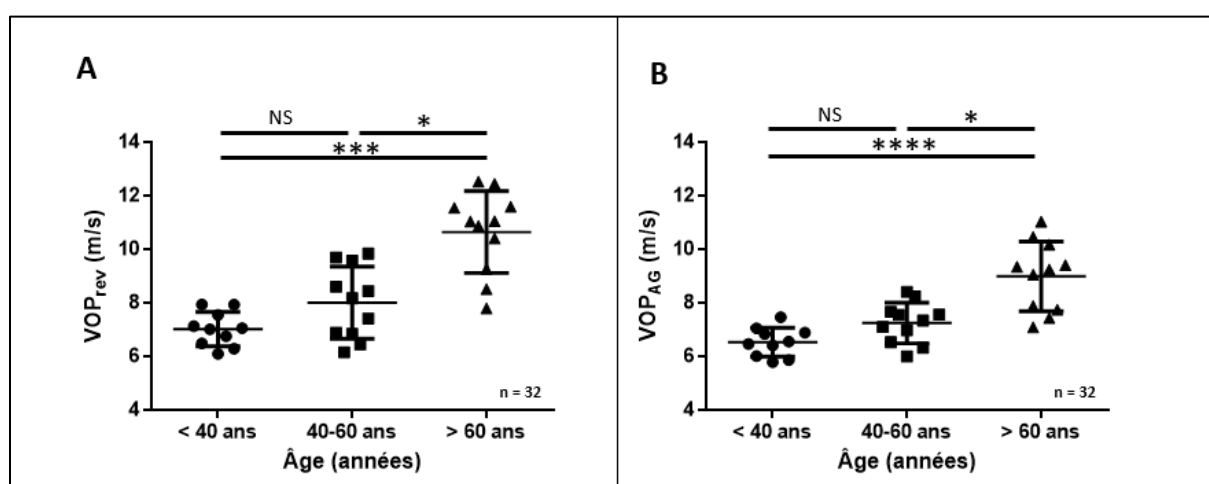 A
NS
*
***
14
12
10
8
6
4
VOPrev (m/s)
n = 32
< 40 ans 40-60 ans > 60 ans
Âge (années)
B
NS
*
****
14
12
10
8
6
4
VOPAG (m/s)
n = 32
< 40 ans 40-60 ans > 60 ans
Âge (années)